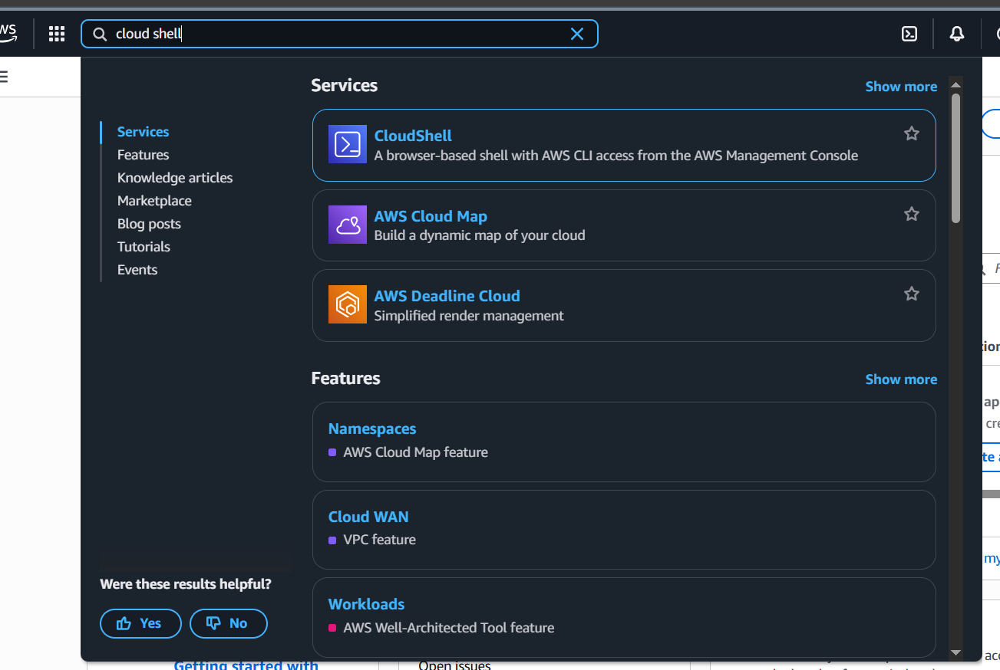 cloud shell
Services
Show more
Services
Features
Knowledge articles
Marketplace
Blog posts
Tutorials
Events
CloudShell
A browser-based shell with AWS CLI access from the AWS Management Console
AWS Cloud Map
Build a dynamic map of your cloud
AWS Deadline Cloud
Simplified render management
Features
Show more
Namespaces
AWS Cloud Map feature
Cloud WAN
VPC feature
Workloads
AWS Well-Architected Tool feature
Were these results helpful?
Yes
No
Getting started with
Open issues
my